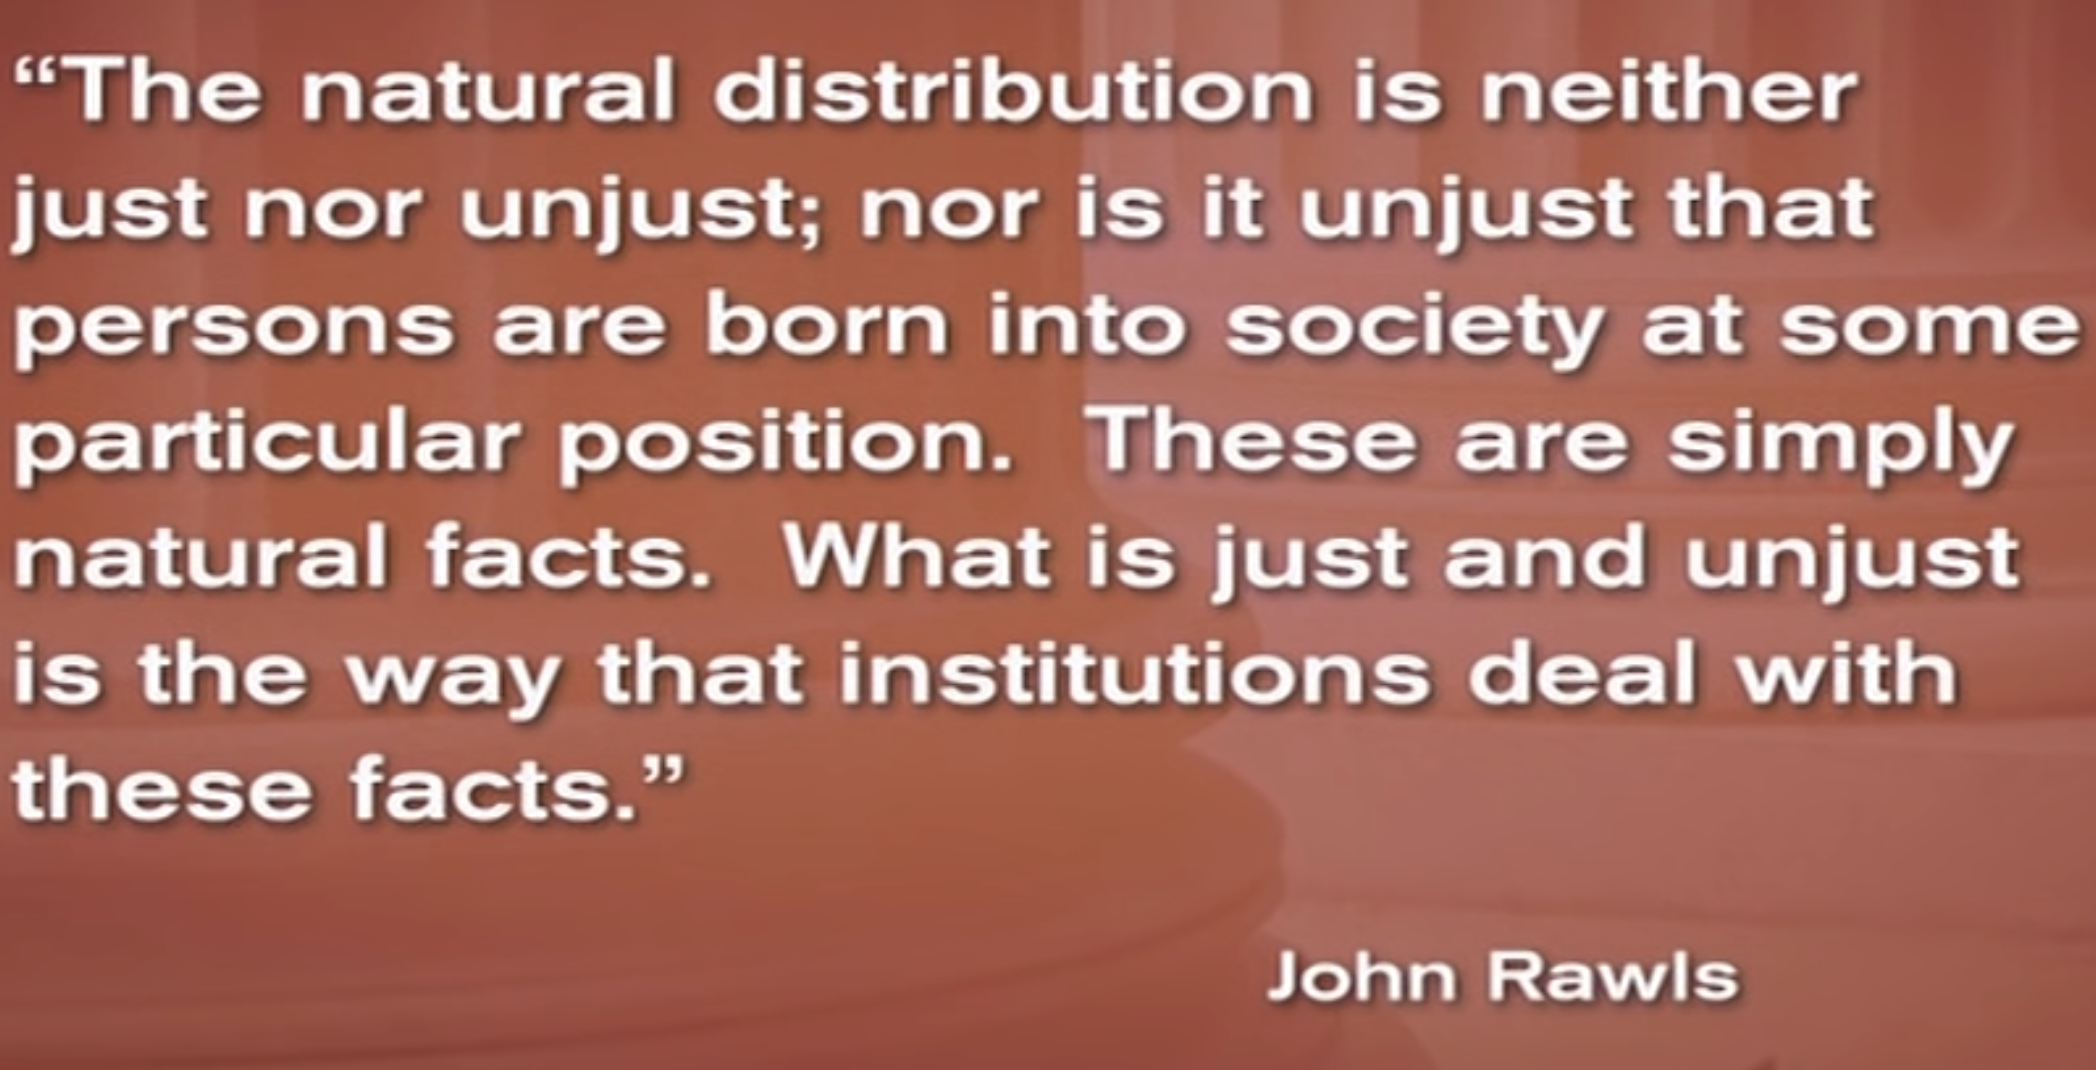 “The natural distribution is neither
just nor unjust; nor is it unjust that
persons are born into society at some
particular position.  These are simply
natural facts.  What is just and unjust
is the way that institutions deal with
these facts.”
John Rawls